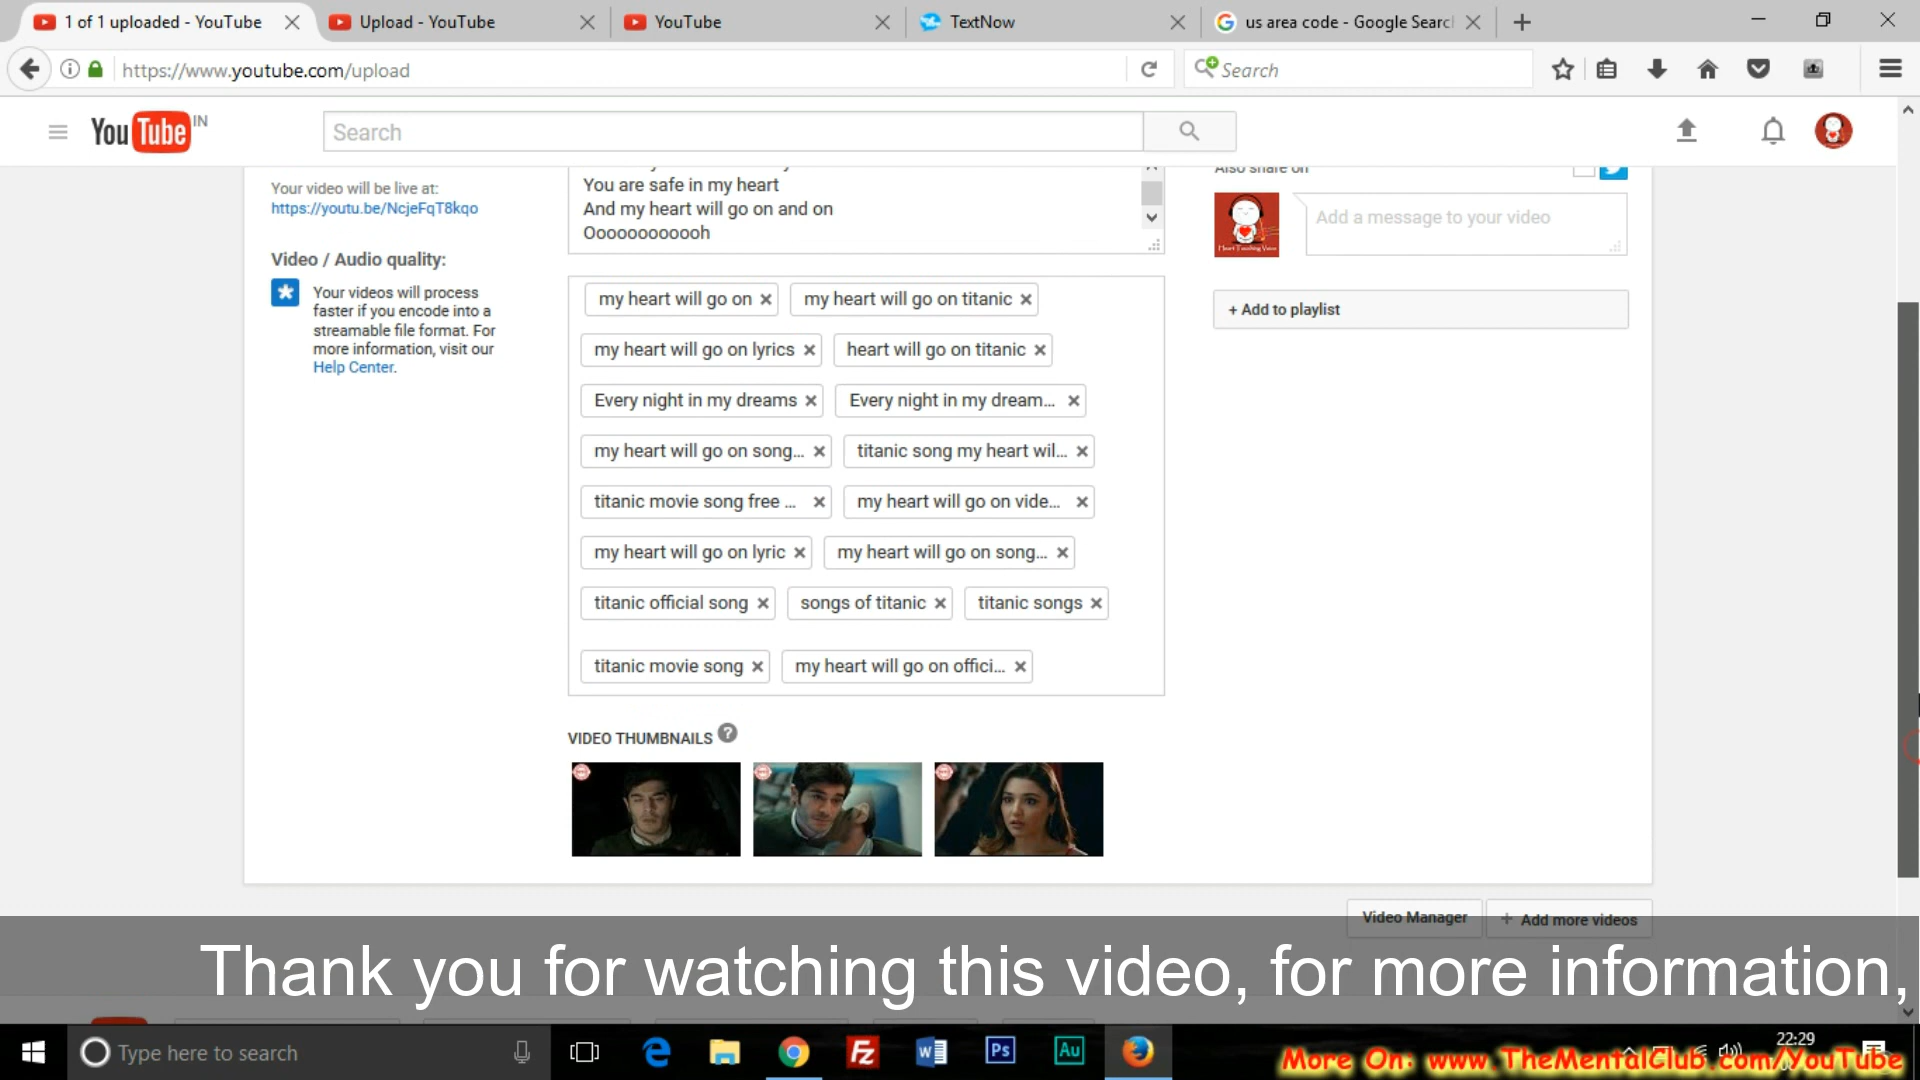 1 of 1 uploaded - YouTube
Upload - YouTube
YouTube
TextNow
us area code - Google Searc
https://www.youtube.com/upload
Search
YouTube IN
Search
Your video will be live at:
https://youtu.be/NcjeFqT8kqo
Video / Audio quality:
Your videos will process
faster if you encode into a
streamable file format. For
more information, visit our
Help Center.
You are safe in my heart
And my heart will go on and on
Oooooooooooh
my heart will go on
my heart will go on titanic
my heart will go on lyrics
heart will go on titanic
Every night in my dreams
Every night in my dream...
my heart will go on song...
titanic song my heart wil...
titanic movie song free ...
my heart will go on vide...
my heart will go on lyric
my heart will go on song...
titanic official song
songs of titanic
titanic songs
titanic movie song
my heart will go on offici...
VIDEO THUMBNAILS
Also share on
Add a message to your video
Heart Touching Voice
+ Add to playlist
Video Manager
+ Add more videos
Thank you for watching this video, for more information,
Type here to search
22:29
More On: www.TheMentalClub.com/YouTube